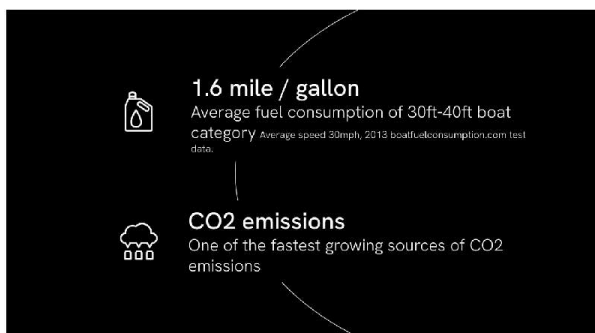 1.6 mile / gallon
Average fuel consumption of 30ft-40ft boat
category Average speed 30mph, 2013 boatfuelconsumption.com test
data.
CO2 emissions
One of the fastest growing sources of CO2
emissions